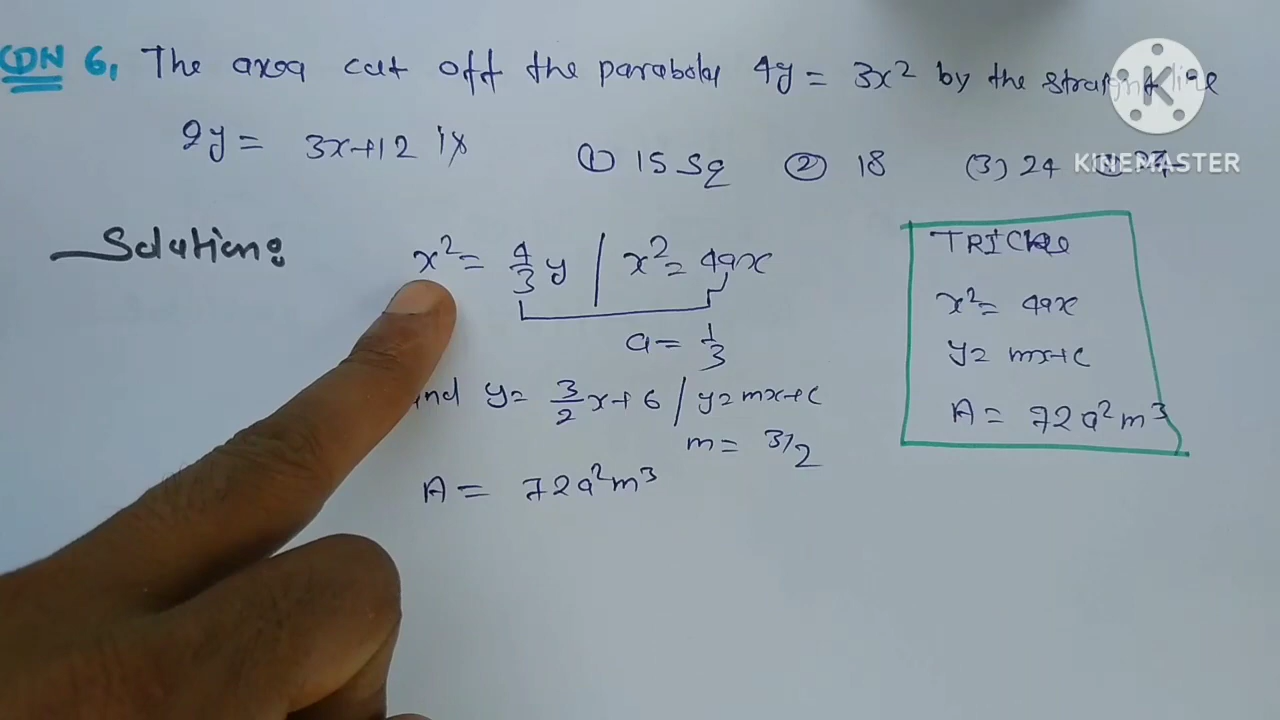 QN 6, The area cut off the parabola 4y = 3x² by the straight line
2y = 3x+12 is
① 15 Sq ② 18 (3) 24
KINEMASTER
Solution:
x² = 4/3 y | x² = 4ax
a = 1/3
and y = 3/2 x + 6 / y = mx+c
m = 3/2
A = 72a²m³
TRICK
x² = 4ax
y = mx+c
A = 72a²m³